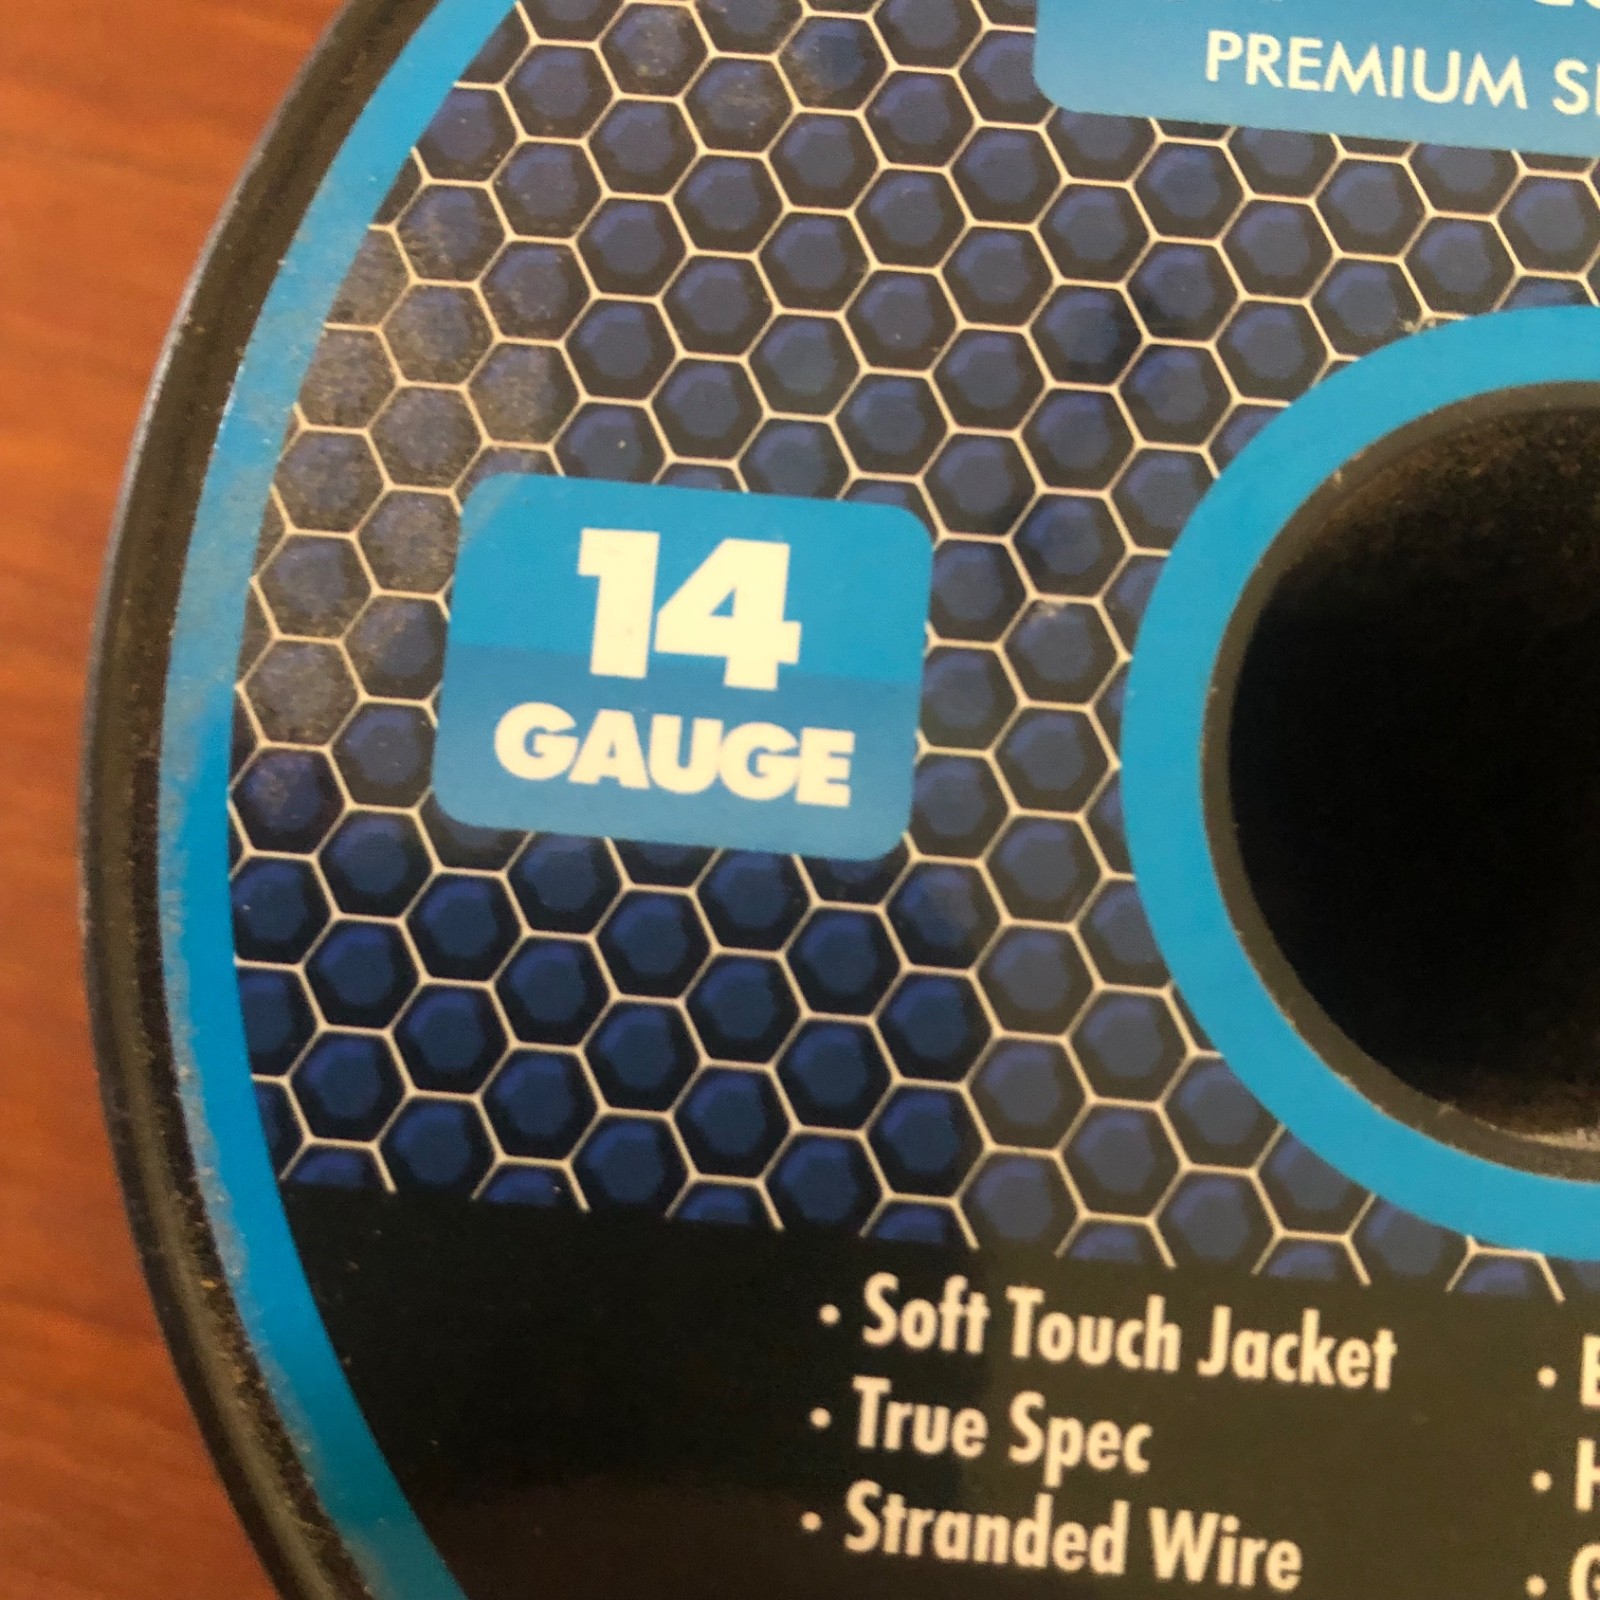 PREMIUM
14
GAUGE
· Soft Touch Jacket
· True Spec
· Stranded Wire